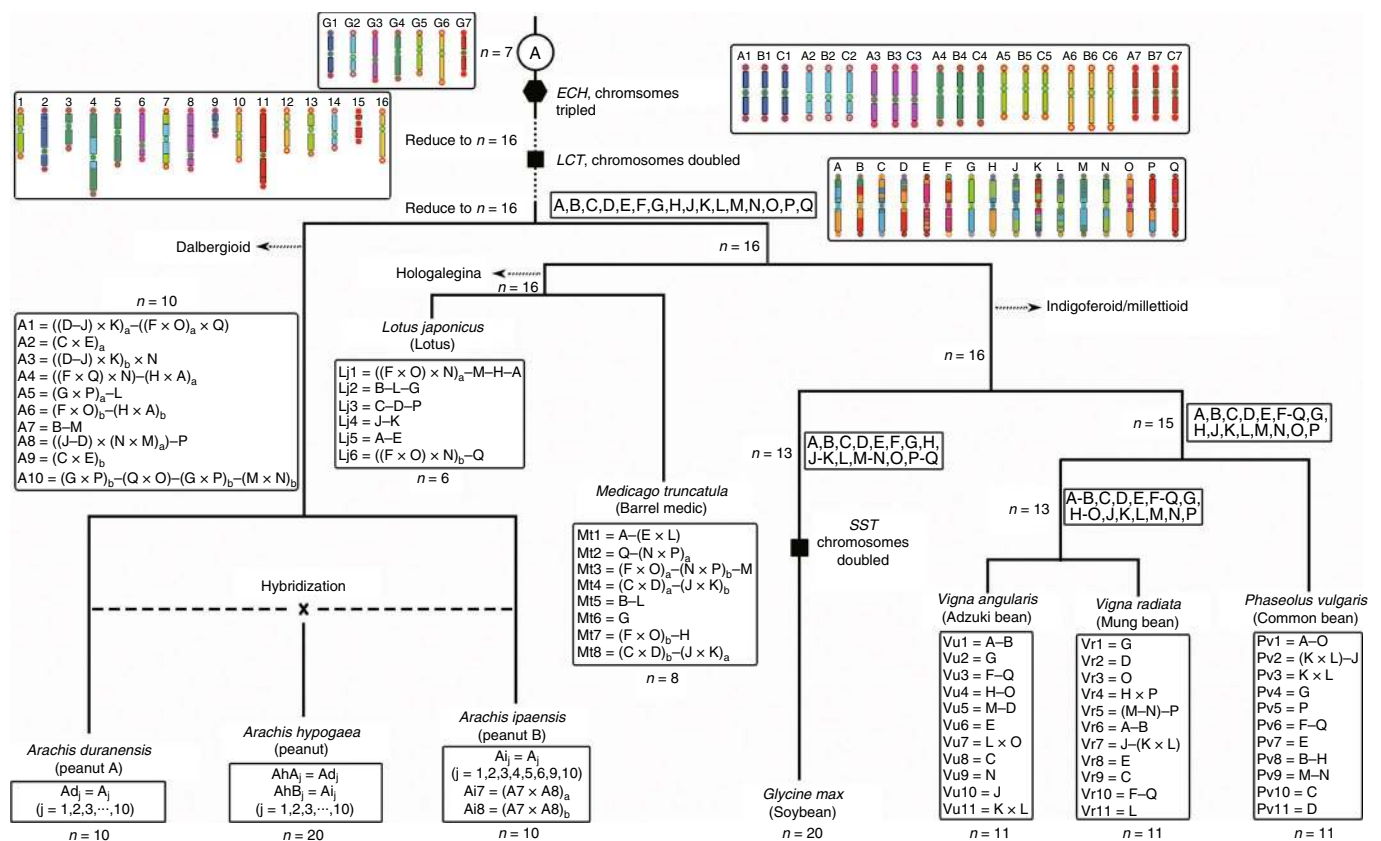 G1 G2 G3 G4 G5 G6 G7
n = 7
A
ECH, chromsomes
tripled
A1 B1 C1 A2 B2 C2 A3 B3 C3 A4 B4 C4 A5 B5 C5 A6 B6 C6 A7 B7 C7
1 2 3 4 5 6 7 8 9 10 11 12 13 14 15 16
Reduce to n = 16
LCT, chromosomes doubled
A B C D E F G H J K L M N O P Q
Reduce to n = 16
A,B,C,D,E,F,G,H,J,K,L,M,N,O,P,Q
Dalbergioid
n = 16
Hologalegina
n = 16
Indigoferoid/millettioid
n = 10
A1 = ((D–J) × K)a–((F × O)a × Q)
A2 = (C × E)a
A3 = ((D–J) × K)b × N
A4 = ((F × Q) × N)–(H × A)a
A5 = (G × P)a–L
A6 = (F × O)b–(H × A)b
A7 = B–M
A8 = ((J–D) × (N × M)a)–P
A9 = (C × E)b
A10 = (G × P)b–(Q × O)–(G × P)b–(M × N)b
Lotus japonicus
(Lotus)
Lj1 = ((F × O) × N)a–M–H–A
Lj2 = B–L–G
Lj3 = C–D–P
Lj4 = J–K
Lj5 = A–E
Lj6 = ((F × O) × N)b–Q
n = 6
n = 16
n = 13
A,B,C,D,E,F,G,H,
J-K,L,M-N,O,P-Q
n = 15
A,B,C,D,E,F-Q,G,
H,J,K,L,M,N,O,P
Medicago truncatula
(Barrel medic)
Mt1 = A–(E × L)
Mt2 = Q–(N × P)a
Mt3 = (F × O)a–(N × P)b–M
Mt4 = (C × D)a–(J × K)b
Mt5 = B–L
Mt6 = G
Mt7 = (F × O)b–H
Mt8 = (C × D)b–(J × K)a
n = 8
SST
chromosomes
doubled
n = 13
A-B,C,D,E,F-Q,G,
H-O,J,K,L,M,N,P
Hybridization
x
Vigna angularis
(Adzuki bean)
Vu1 = A–B
Vu2 = G
Vu3 = F–Q
Vu4 = H–O
Vu5 = M–D
Vu6 = E
Vu7 = L × O
Vu8 = C
Vu9 = N
Vu10 = J
Vu11 = K × L
n = 11
Vigna radiata
(Mung bean)
Vr1 = G
Vr2 = D
Vr3 = O
Vr4 = H × P
Vr5 = (M–N)–P
Vr6 = A–B
Vr7 = J–(K × L)
Vr8 = E
Vr9 = C
Vr10 = F–Q
Vr11 = L
n = 11
Phaseolus vulgaris
(Common bean)
Pv1 = A–O
Pv2 = (K × L)–J
Pv3 = K × L
Pv4 = G
Pv5 = P
Pv6 = F–Q
Pv7 = E
Pv8 = B–H
Pv9 = M–N
Pv10 = C
Pv11 = D
n = 11
Arachis duranensis
(peanut A)
Adj = Aj
(j = 1,2,3,···,10)
n = 10
Arachis hypogaea
(peanut)
AhAj = Adj
AhBj = Aij
(j = 1,2,3,···,10)
n = 20
Arachis ipaensis
(peanut B)
Aij = Aj
(j = 1,2,3,4,5,6,9,10)
Ai7 = (A7 × A8)a
Ai8 = (A7 × A8)b
n = 10
Glycine max
(Soybean)
n = 20